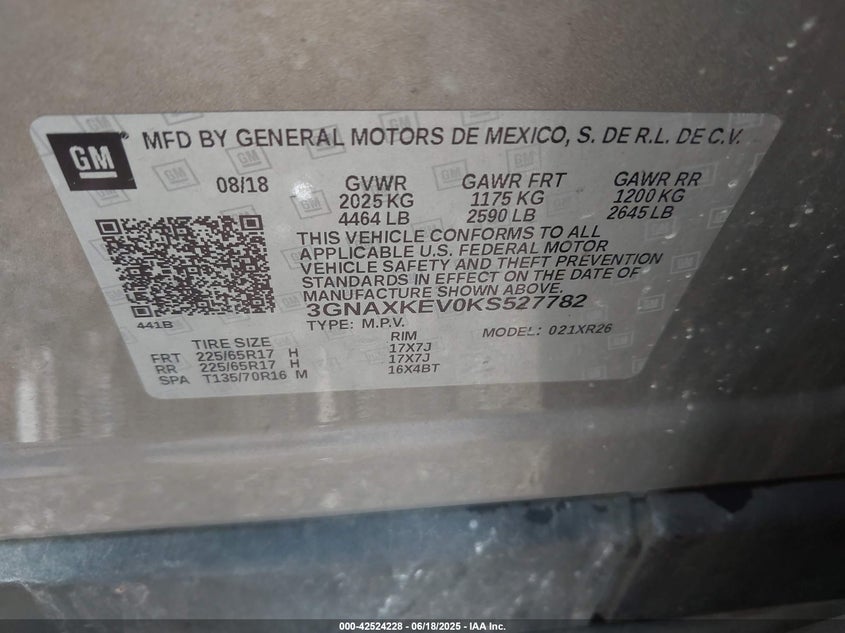 GM
MFD BY GENERAL MOTORS DE MEXICO, S. DE R.L. DE C.V.
08/18 GVWR GAWR FRT GAWR RR
2025 KG 1175 KG 1200 KG
4464 LB 2590 LB 2645 LB
THIS VEHICLE CONFORMS TO ALL
APPLICABLE U.S. FEDERAL MOTOR
VEHICLE SAFETY AND THEFT PREVENTION
STANDARDS IN EFFECT ON THE DATE OF
MANUFACTURE SHOWN ABOVE.
3GNAXKEV0KS527782
441B
TYPE: M.P.V. MODEL: 021XR26
TIRE SIZE RIM
FRT 225/65R17 H 17X7J
RR 225/65R17 H 17X7J
SPA T135/70R16 M 16X4BT
000-42524228 - 06/18/2025 - IAA Inc.